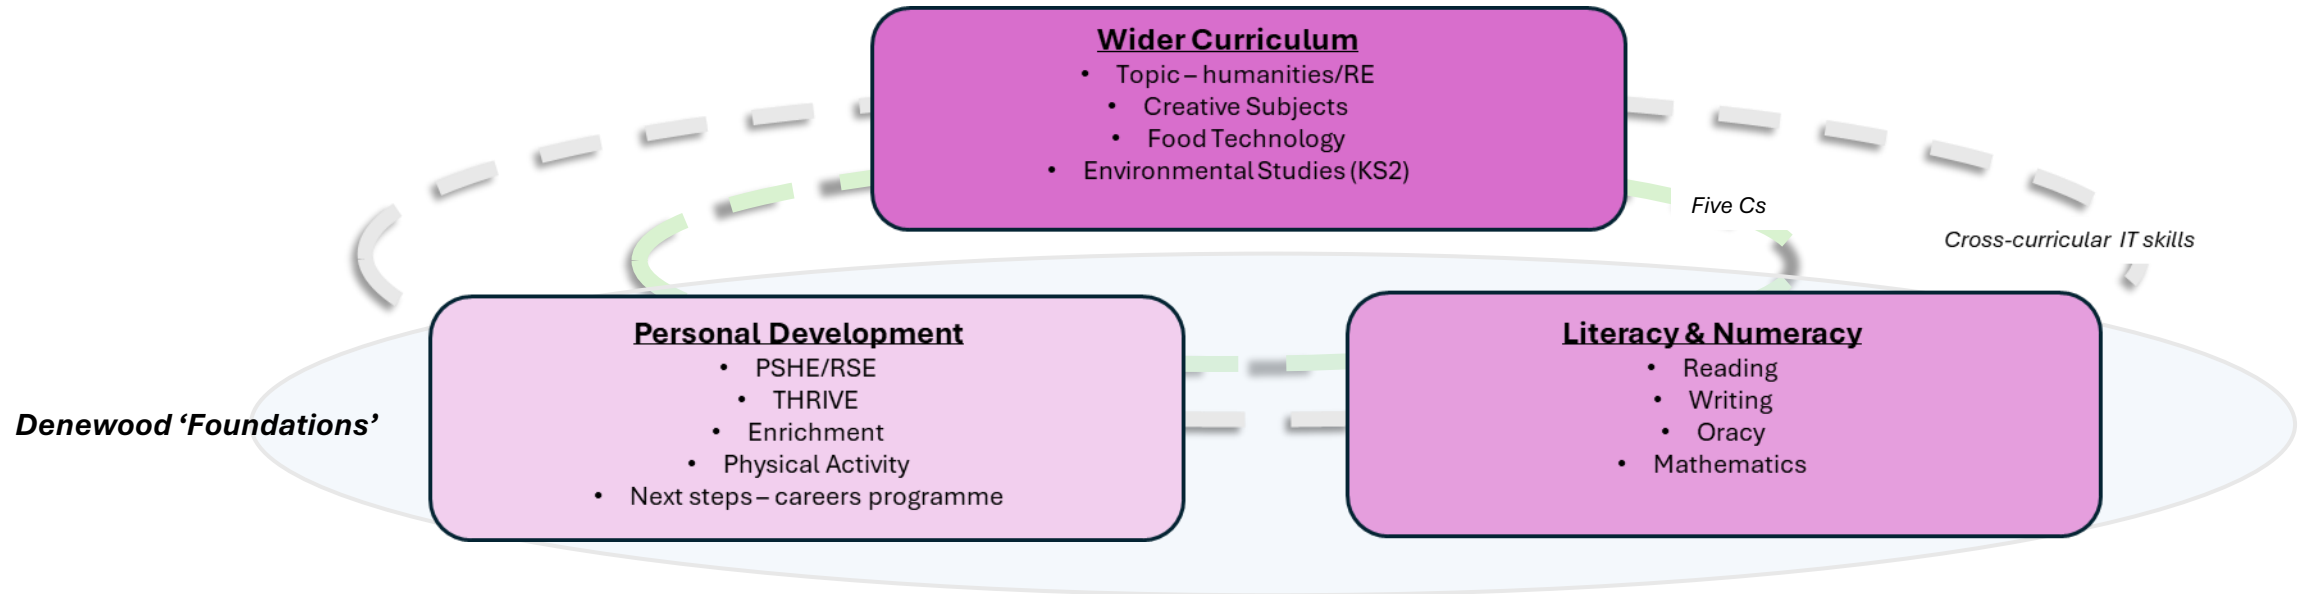 Wider Curriculum
• Topic – humanities/RE
• Creative Subjects
• Food Technology
• Environmental Studies (KS2)
Five Cs
Cross-curricular IT skills
Denewood ‘Foundations’
Personal Development
• PSHE/RSE
• THRIVE
• Enrichment
• Physical Activity
• Next steps – careers programme
Literacy & Numeracy
• Reading
• Writing
• Oracy
• Mathematics